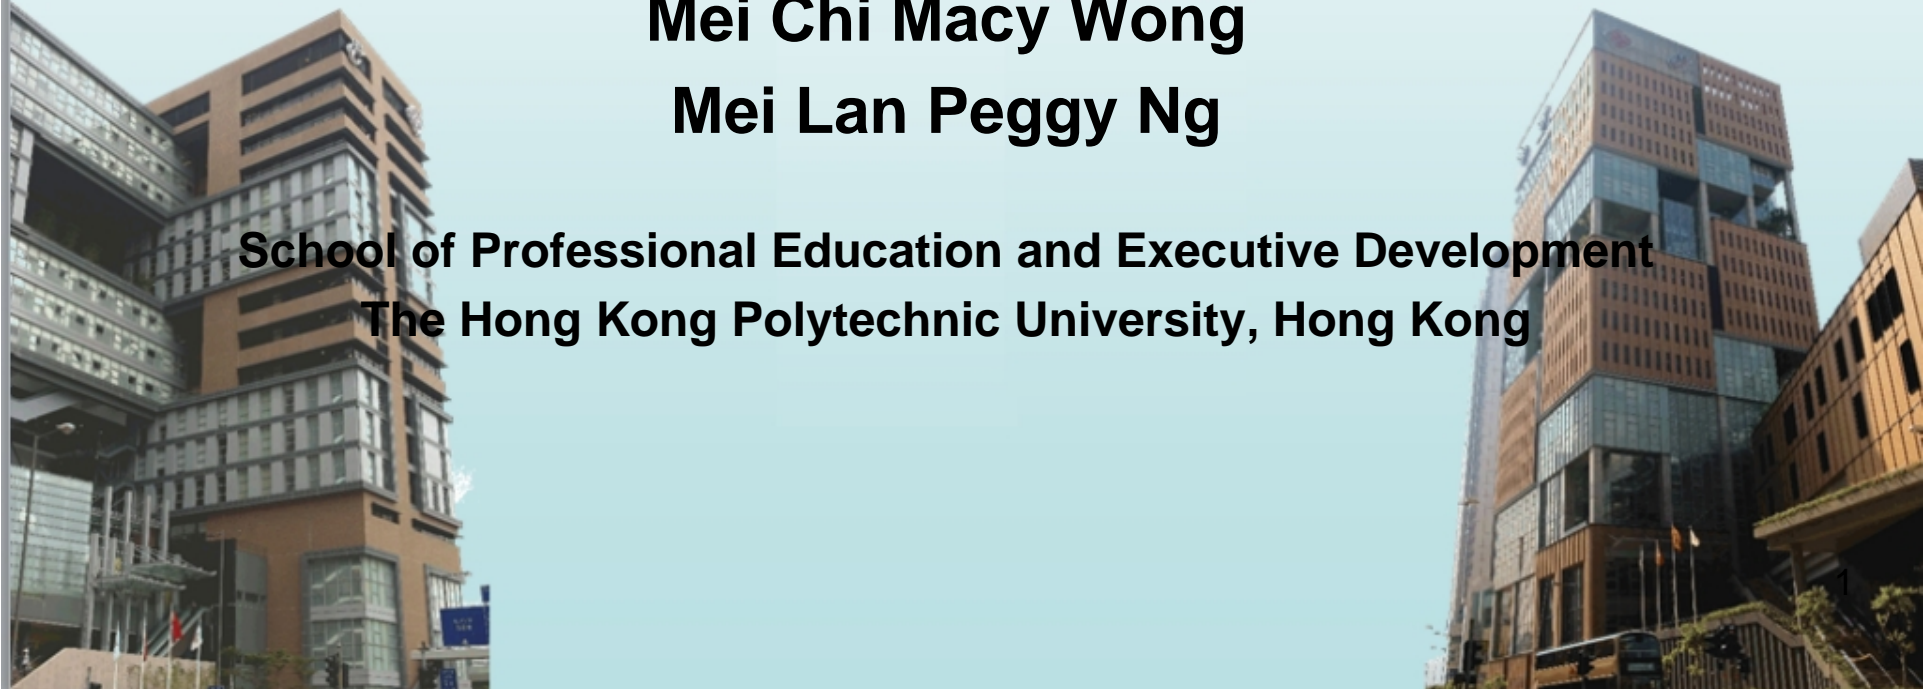 Mei Chi Macy Wong
Mei Lan Peggy Ng
School of Professional Education and Executive Development
The Hong Kong Polytechnic University, Hong Kong
1